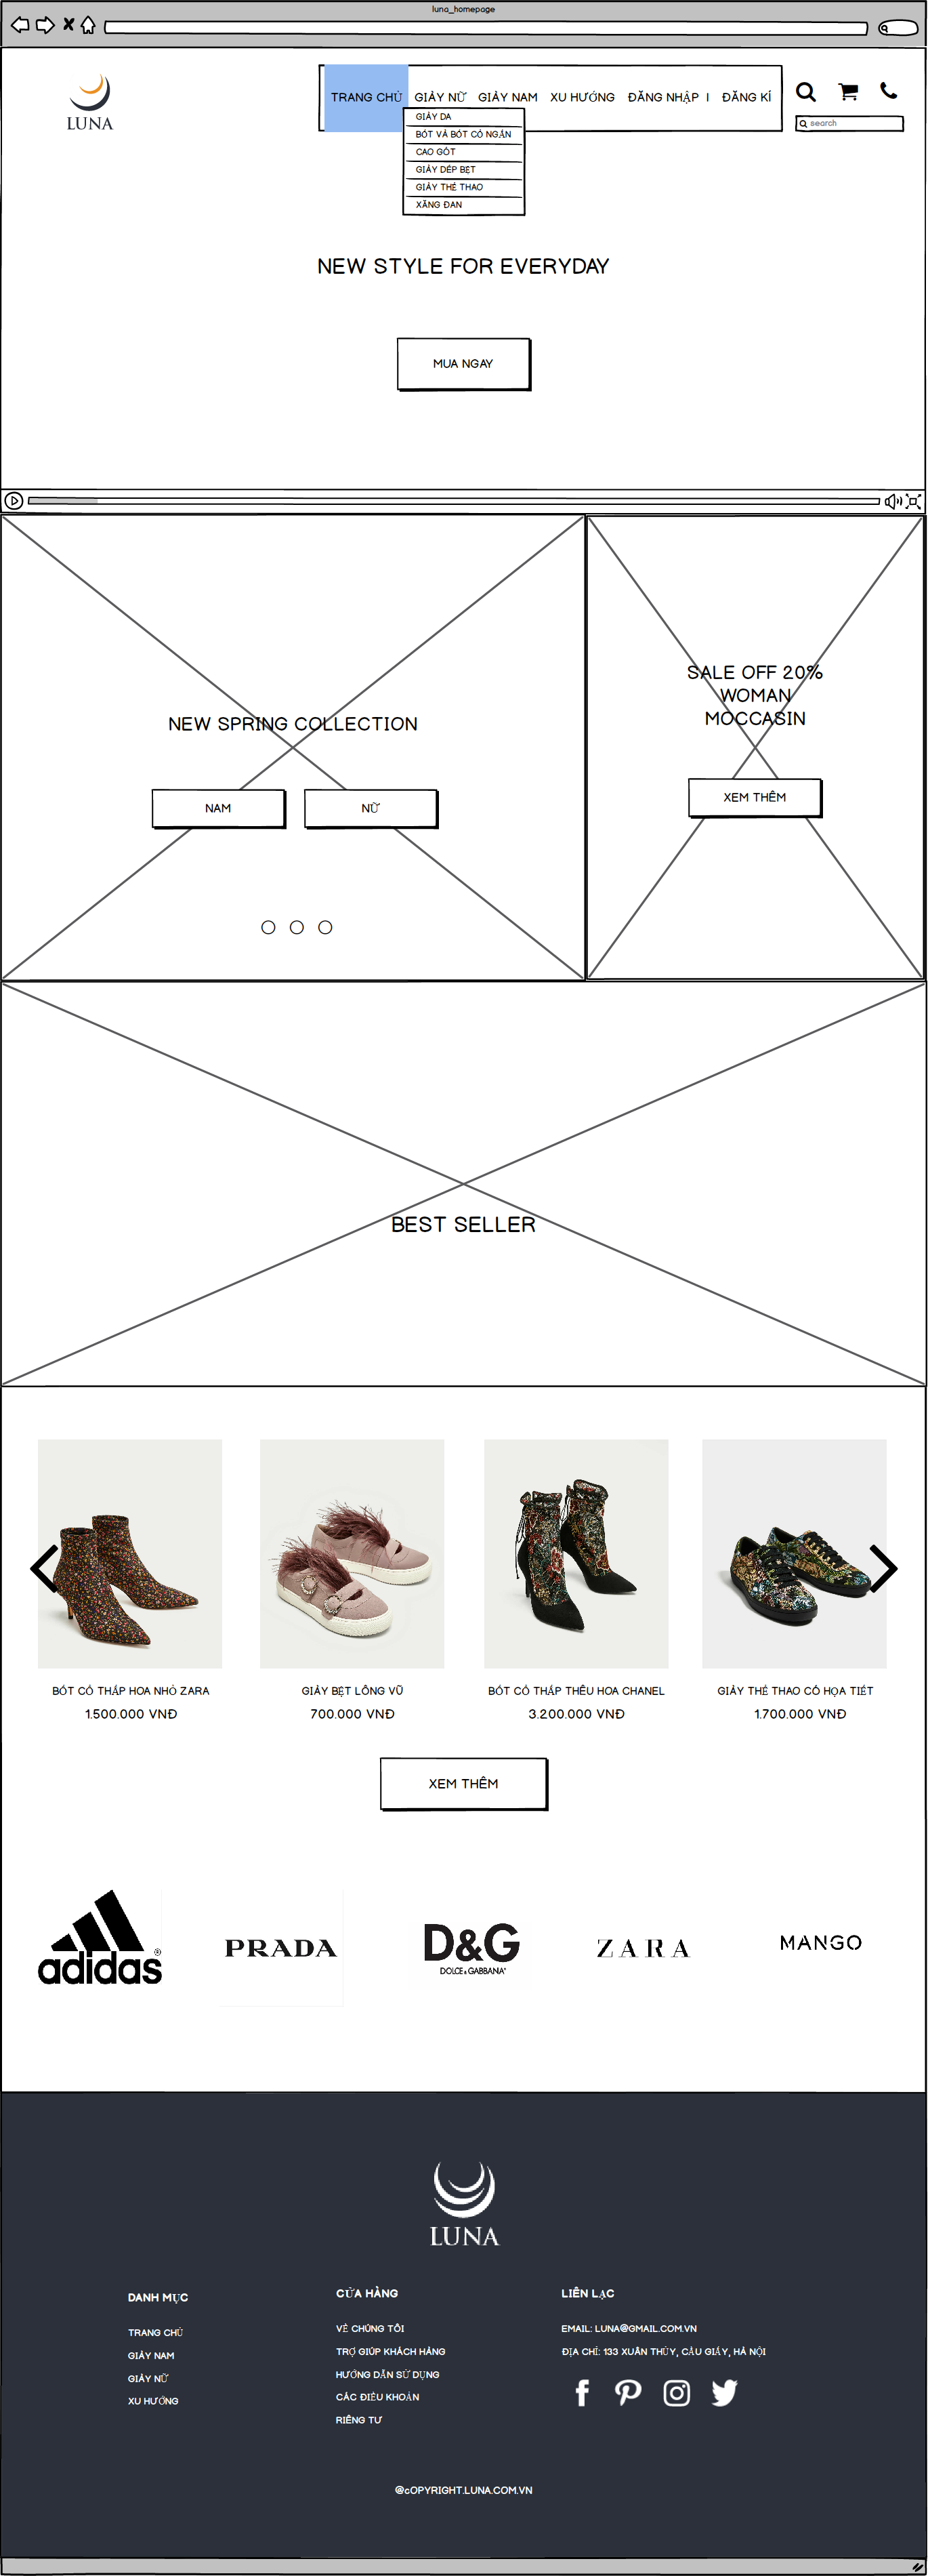 luna_homepage
LUNA
TRANG CHỦ GIÀY NỮ GIÀY NAM XU HƯỚNG ĐĂNG NHẬP I ĐĂNG KÍ
search
GIÀY DA
BỐT VÀ BỐT CỔ NGẮN
CAO GÓT
GIÀY DÉP BỆT
GIÀY THỂ THAO
XĂNG ĐAN
NEW STYLE FOR EVERYDAY
MUA NGAY
NEW SPRING COLLECTION
NAM NỮ
SALE OFF 20%
WOMAN
MOCCASIN
XEM THÊM
BEST SELLER
BỐT CỔ THẤP HOA NHỎ ZARA
1.500.000 VNĐ
GIÀY BỆT LÔNG VŨ
700.000 VNĐ
BỐT CỔ THẤP THÊU HOA CHANEL
3.200.000 VNĐ
GIÀY THỂ THAO CÓ HỌA TIẾT
1.700.000 VNĐ
XEM THÊM
adidas®
PRADA
D&G
DOLCE & GABBANA
ZARA
MANGO
LUNA
DANH MỤC
TRANG CHỦ
GIÀY NAM
GIÀY NỮ
XU HƯỚNG
CỬA HÀNG
VỀ CHÚNG TÔI
TRỢ GIÚP KHÁCH HÀNG
HƯỚNG DẪN SỬ DỤNG
CÁC ĐIỀU KHOẢN
RIÊNG TƯ
LIÊN LẠC
EMAIL: LUNA@GMAIL.COM.VN
ĐỊA CHỈ: 133 XUÂN THỦY, CẦU GIẤY, HÀ NỘI
@cOPYRIGHT.LUNA.COM.VN